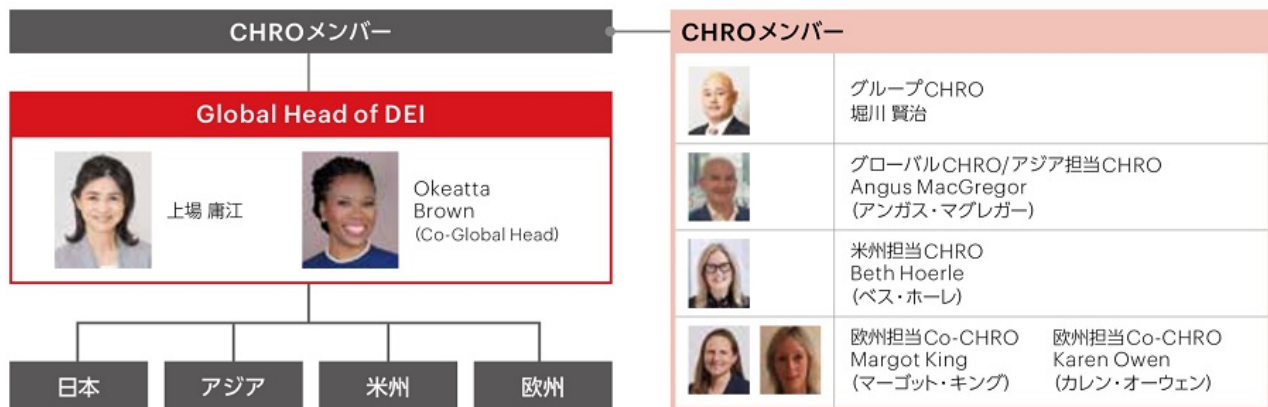 CHROメンバー
Global Head of DEI
上場 庸江
Okeatta
Brown
(Co-Global Head)
日本
アジア
米州
欧州
CHROメンバー
グループCHRO
堀川 賢治
グローバルCHRO/アジア担当CHRO
Angus MacGregor
(アンガス・マグレガー)
米州担当CHRO
Beth Hoerle
(ベス・ホーレ)
欧州担当Co-CHRO
Margot King
(マーゴット・キング)
欧州担当Co-CHRO
Karen Owen
(カレン・オーウェン)